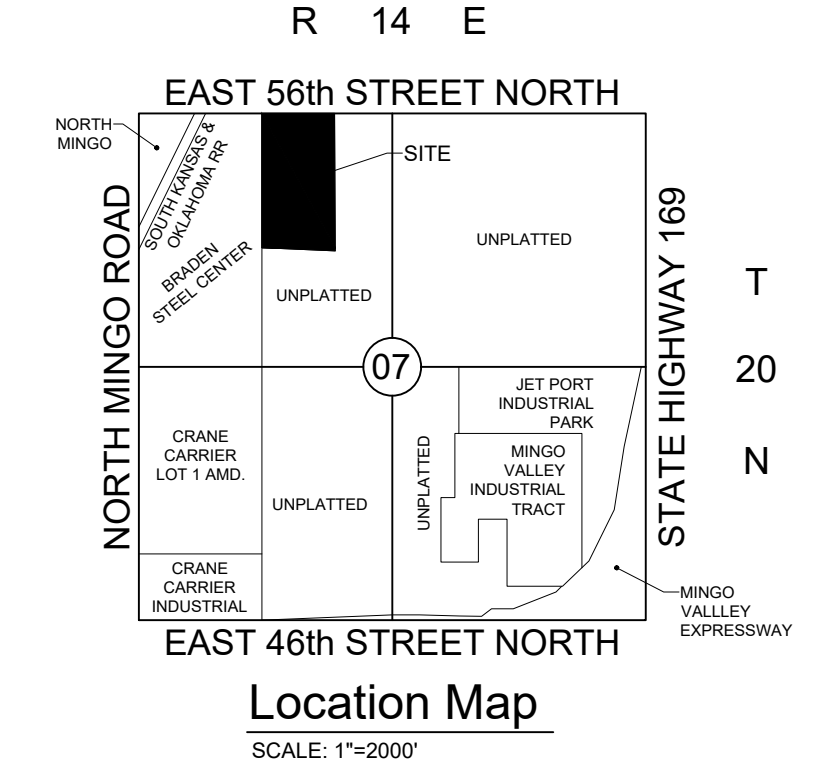 R 14 E
EAST 56th STREET NORTH
NORTH
MINGO
SOUTH KANSAS &
OKLAHOMA RR
SITE
BRADEN
STEEL CENTER
UNPLATTED
UNPLATTED
NORTH MINGO ROAD
STATE HIGHWAY 169
T
20
N
07
CRANE
CARRIER
LOT 1 AMD.
UNPLATTED
UNPLATTED
JET PORT
INDUSTRIAL
PARK
MINGO
VALLEY
INDUSTRIAL
TRACT
CRANE
CARRIER
INDUSTRIAL
MINGO
VALLLEY
EXPRESSWAY
EAST 46th STREET NORTH
Location Map
SCALE: 1"=2000'